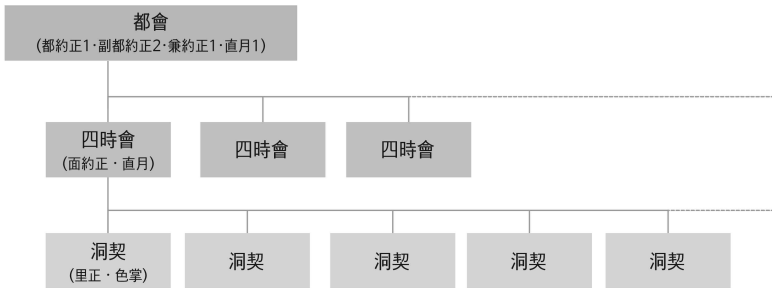 都會
(都約正1·副都約正2·兼約正1·直月1)
四時會
(面約正 · 直月)
四時會
四時會
洞契
(里正 · 色掌)
洞契
洞契
洞契
洞契